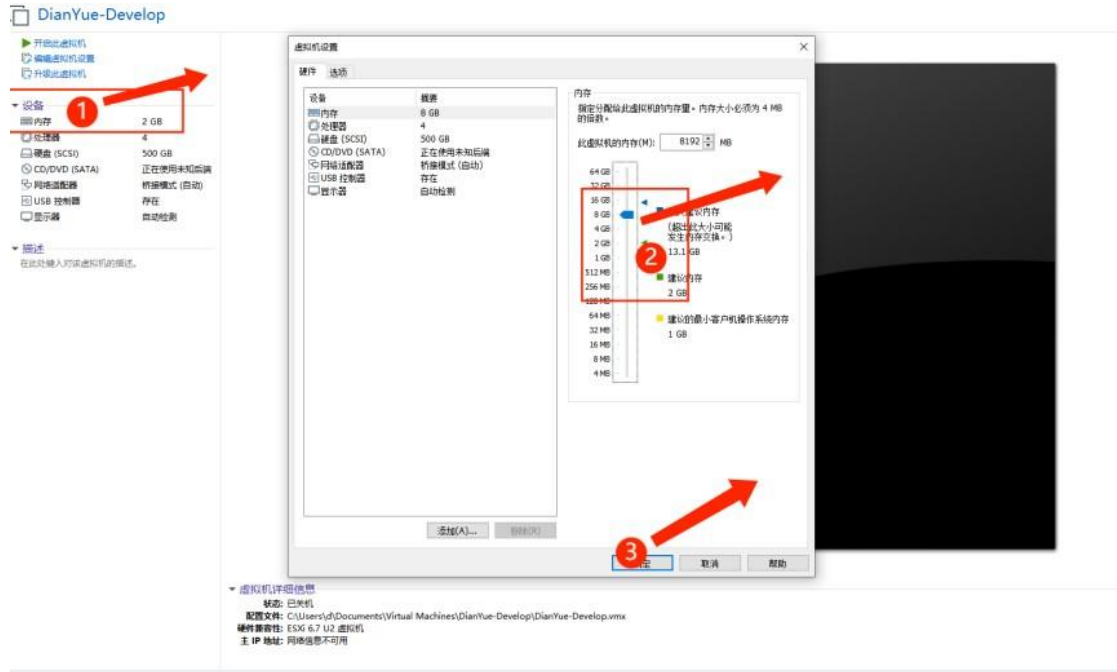 DianYue-Develop
开启此虚拟机
编辑虚拟机设置
升级此虚拟机
设备
内存 2 GB
处理器 4
硬盘 (SCSI) 500 GB
CD/DVD (SATA) 正在使用未知后端
网络适配器 桥接模式 (自动)
USB 控制器 存在
显示器 自动检测
描述
在此处键入对该虚拟机的描述。
1
虚拟机设置
硬件 选项
设备 摘要
内存 8 GB
处理器 4
硬盘 (SCSI) 500 GB
CD/DVD (SATA) 正在使用未知后端
网络适配器 桥接模式 (自动)
USB 控制器 存在
显示器 自动检测
添加(A)... 移除(R)
内存
指定分配给此虚拟机的内存量。内存大小必须为 4 MB
的倍数。
此虚拟机的内存(M): 8192 MB
64 GB
32 GB
16 GB
8 GB
4 GB
2 GB
1 GB
512 MB
256 MB
128 MB
64 MB
32 MB
16 MB
8 MB
4 MB
建议内存
(超出此大小可能
发生内存交换。)
13.1 GB
2
建议内存
2 GB
建议的最小客户机操作系统内存
1 GB
3
取消 帮助
虚拟机详细信息
状态: 已关机
配置文件: C:\Users\d\Documents\Virtual Machines\DianYue-Develop\DianYue-Develop.vmx
硬件兼容性: ESXi 6.7 U2 虚拟机
主 IP 地址: 网络信息不可用